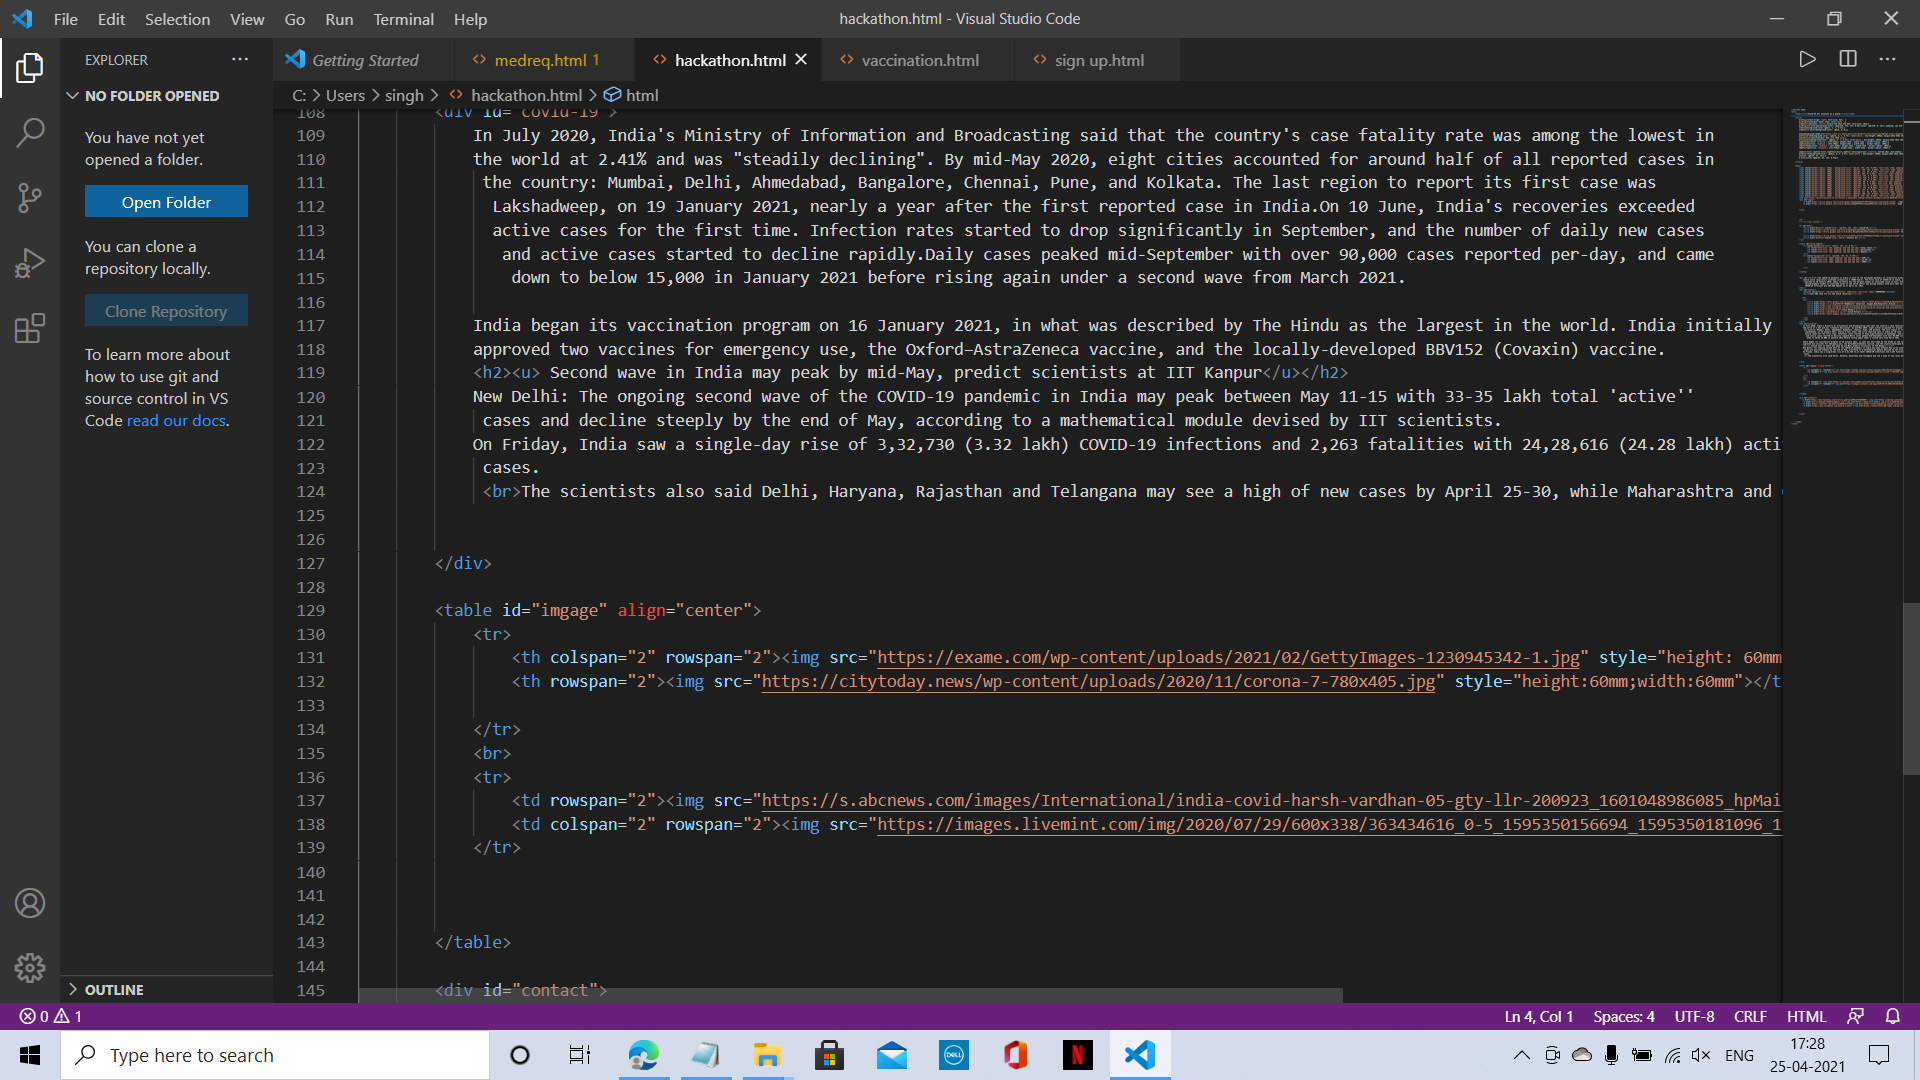 File Edit Selection View Go Run Terminal Help
hackathon.html - Visual Studio Code
EXPLORER
Getting Started
medreq.html 1
hackathon.html
vaccination.html
sign up.html
NO FOLDER OPENED
C: > Users > singh > hackathon.html > html
You have not yet
opened a folder.
Open Folder
You can clone a
repository locally.
Clone Repository
To learn more about
how to use git and
source control in VS
Code read our docs.
OUTLINE
108 <div id="covid-19">
109 In July 2020, India's Ministry of Information and Broadcasting said that the country's case fatality rate was among the lowest in
110 the world at 2.41% and was "steadily declining". By mid-May 2020, eight cities accounted for around half of all reported cases in
111 the country: Mumbai, Delhi, Ahmedabad, Bangalore, Chennai, Pune, and Kolkata. The last region to report its first case was
112 Lakshadweep, on 19 January 2021, nearly a year after the first reported case in India.On 10 June, India's recoveries exceeded
113 active cases for the first time. Infection rates started to drop significantly in September, and the number of daily new cases
114 and active cases started to decline rapidly.Daily cases peaked mid-September with over 90,000 cases reported per-day, and came
115 down to below 15,000 in January 2021 before rising again under a second wave from March 2021.
116
117 India began its vaccination program on 16 January 2021, in what was described by The Hindu as the largest in the world. India initially
118 approved two vaccines for emergency use, the Oxford–AstraZeneca vaccine, and the locally-developed BBV152 (Covaxin) vaccine.
119 <h2><u> Second wave in India may peak by mid-May, predict scientists at IIT Kanpur</u></h2>
120 New Delhi: The ongoing second wave of the COVID-19 pandemic in India may peak between May 11-15 with 33-35 lakh total 'active''
121 cases and decline steeply by the end of May, according to a mathematical module devised by IIT scientists.
122 On Friday, India saw a single-day rise of 3,32,730 (3.32 lakh) COVID-19 infections and 2,263 fatalities with 24,28,616 (24.28 lakh) acti
123 cases.
124 <br>The scientists also said Delhi, Haryana, Rajasthan and Telangana may see a high of new cases by April 25-30, while Maharashtra and
125
126
127 </div>
128
129 <table id="imgage" align="center">
130 <tr>
131 <th colspan="2" rowspan="2"><img src="https://exame.com/wp-content/uploads/2021/02/GettyImages-1230945342-1.jpg" style="height: 60mm
132 <th rowspan="2"><img src="https://citytoday.news/wp-content/uploads/2020/11/corona-7-780x405.jpg" style="height:60mm;width:60mm"></t
133
134 </tr>
135 <br>
136 <tr>
137 <td rowspan="2"><img src="https://s.abcnews.com/images/International/india-covid-harsh-vardhan-05-gty-llr-200923_1601048986085_hpMai
138 <td colspan="2" rowspan="2"><img src="https://images.livemint.com/img/2020/07/29/600x338/363434616_0-5_1595350156694_1595350181096_1
139 </tr>
140
141
142
143 </table>
144
145 <div id="contact">
0 1
Ln 4, Col 1 Spaces: 4 UTF-8 CRLF HTML
Type here to search
DELL
N
ENG
17:28
25-04-2021